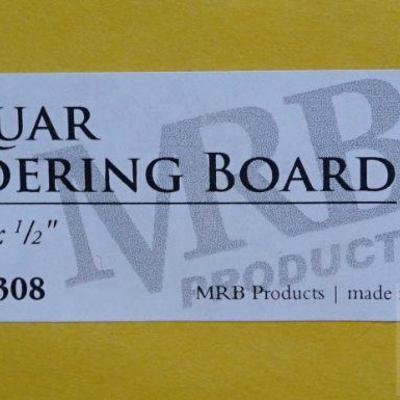 UAR
DERING BOARD
x 1/2"
308
MRB Products | made
MRB
PRODUCT